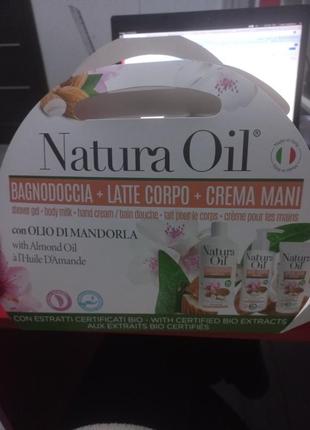 Natura Oil®
BAGNODOCCIA + LATTE CORPO + CREMA MANI
shower gel - body milk - hand cream / bain douche - lait pour le corps - crème pour les mains
con OLIO DI MANDORLA
with Almond Oil
à l'Huile D'Amande
Natura
Oil
Natura
Oil
Natura
Oil
CON ESTRATTI CERTIFICATI BIO - WITH CERTIFIED BIO EXTRACTS
AUX EXTRAITS BIO CERTIFIÉS